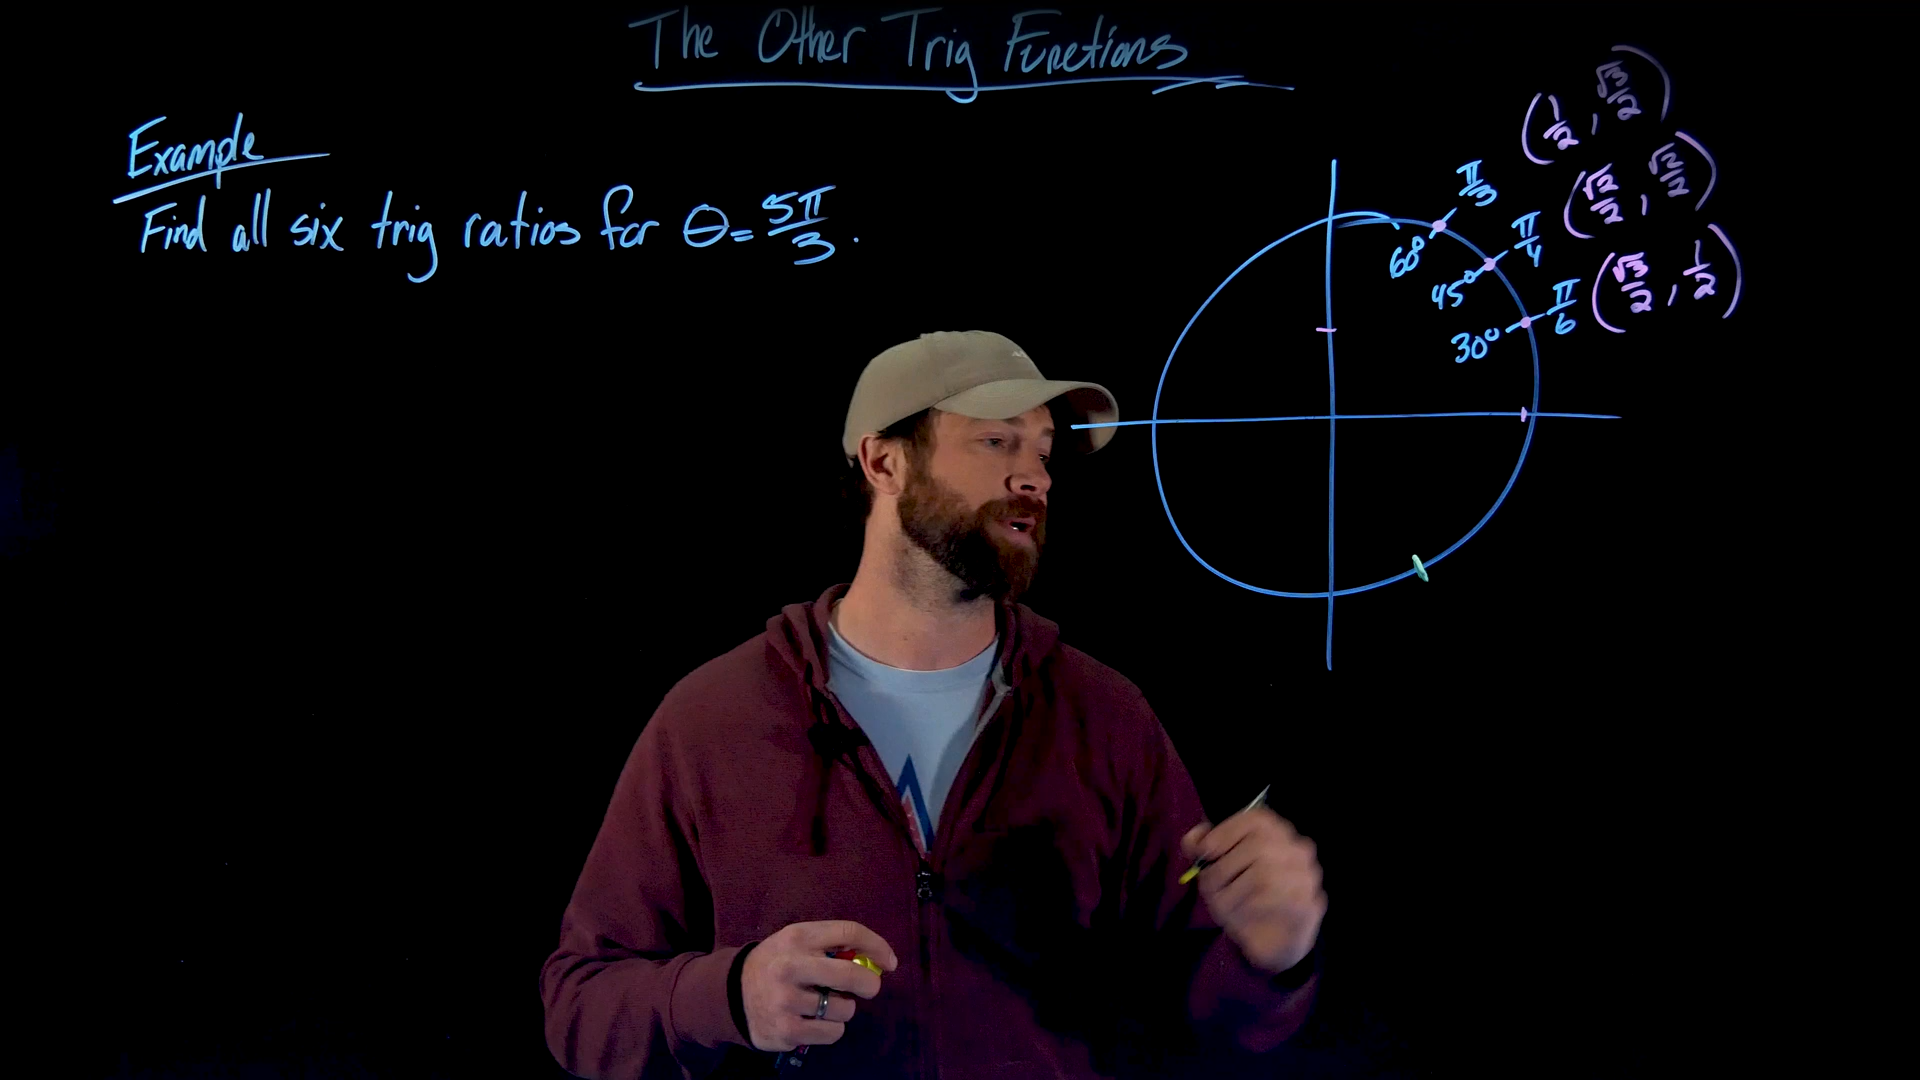 The Other Trig Functions
Example
Find all six trig ratios for θ = 5π/3.
π/3 (1/2, √3/2)
60°
π/4 (√2/2, √2/2)
45°
π/6 (√3/2, 1/2)
30°